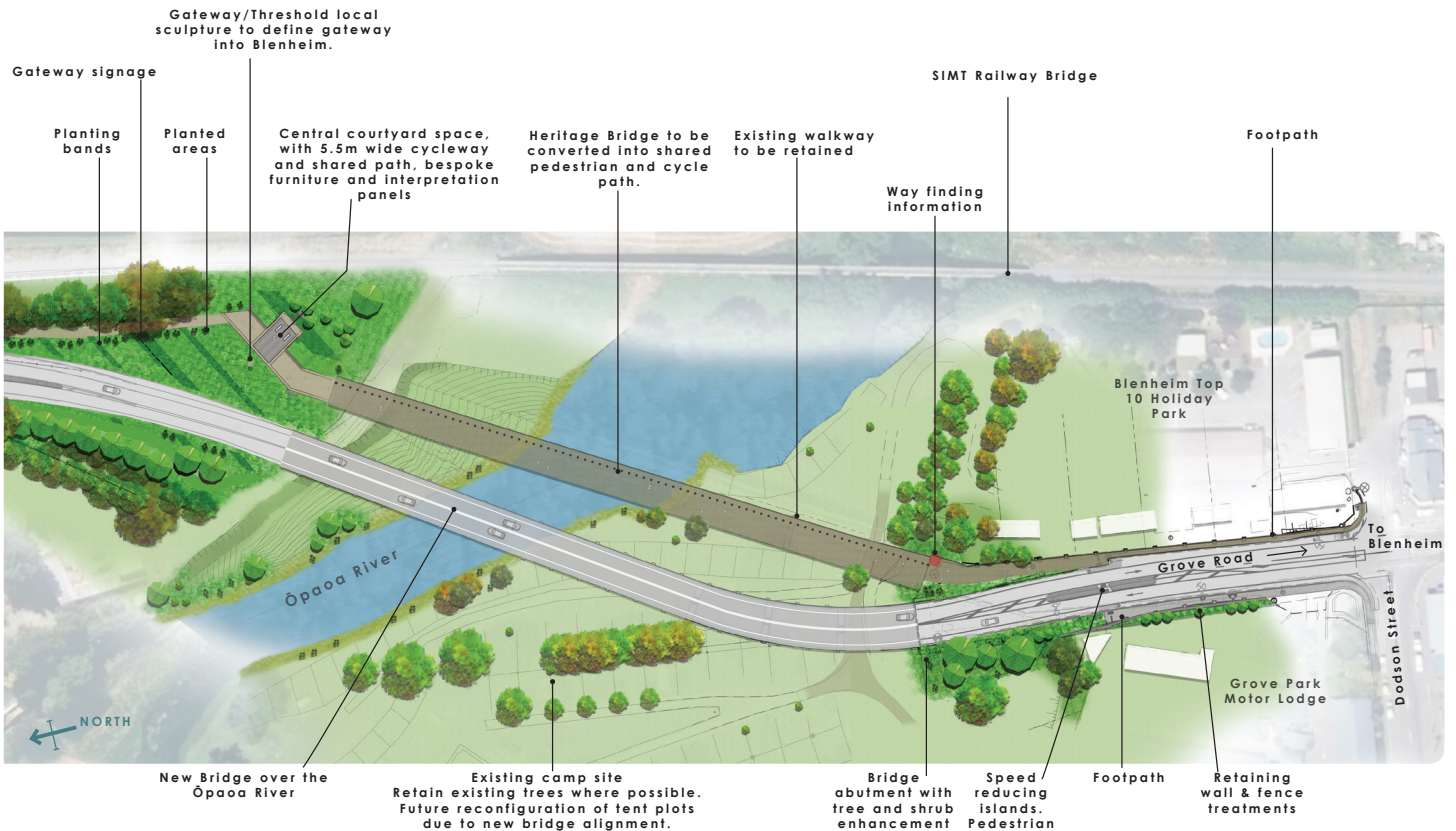 Gateway/Threshold local
sculpture to define gateway
into Blenheim.
Gateway signage
SIMT Railway Bridge
Planting
bands
Planted
areas
Central courtyard space,
with 5.5m wide cycleway
and shared path, bespoke
furniture and interpretation
panels
Heritage Bridge to be
converted into shared
pedestrian and cycle
path.
Existing walkway
to be retained
Way finding
information
Footpath
Blenheim Top
10 Holiday
Park
To
Blenheim
Grove Road
Ōpaoa River
Dodson Street
Grove Park
Motor Lodge
NORTH
New Bridge over the
Ōpaoa River
Existing camp site
Retain existing trees where possible.
Future reconfiguration of tent plots
due to new bridge alignment.
Bridge
abutment with
tree and shrub
enhancement
Speed
reducing
islands.
Pedestrian
Footpath
Retaining
wall & fence
treatments